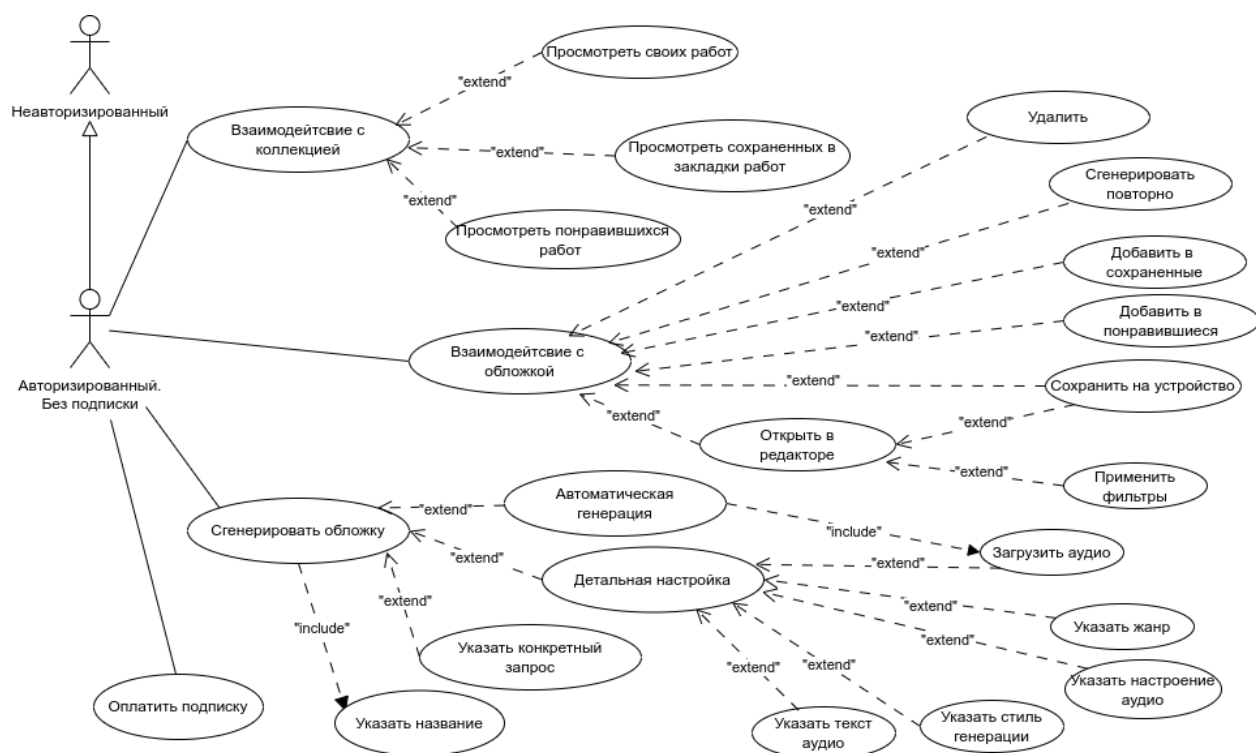 Неавторизированный
Просмотреть своих работ
"extend"
Взаимодейтсвие с
коллекцией
"extend"
Просмотреть сохраненных в
закладки работ
"extend"
Просмотреть понравившихся
работ
Удалить
"extend"
Сгенерировать
повторно
"extend"
Добавить в
сохраненные
"extend"
Добавить в
понравившиеся
"extend"
Авторизированный.
Без подписки
Взаимодейтсвие с
обложкой
"extend"
Сохранить на устройство
"extend"
Открыть в
редакторе
"extend"
"extend"
Применить
фильтры
Сгенерировать обложку
"extend"
Автоматическая
генерация
"include"
Загрузить аудио
"extend"
Детальная настройка
"extend"
"extend"
Указать жанр
"extend"
Указать настроение
аудио
"include"
"extend"
Указать конкретный
запрос
"extend"
"extend"
Оплатить подписку
Указать название
Указать текст
аудио
Указать стиль
генерации